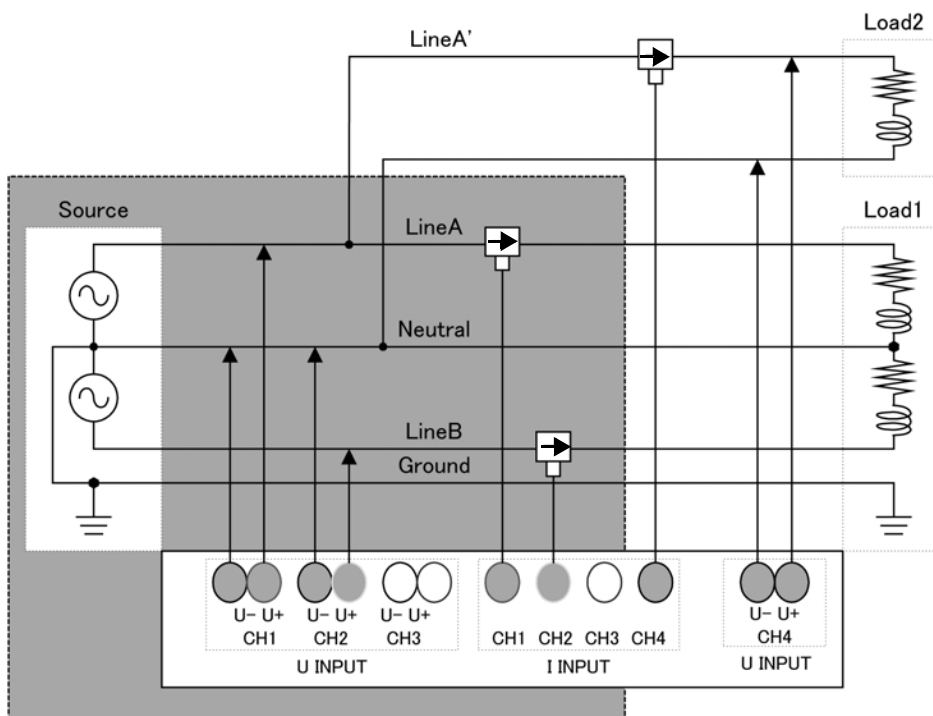 Load2
LineA'
Source
LineA
Load1
Neutral
LineB
Ground
U- U+
U- U+
U- U+
U- U+
CH1
CH2
CH3
CH1
CH2
CH3
CH4
CH4
U INPUT
I INPUT
U INPUT